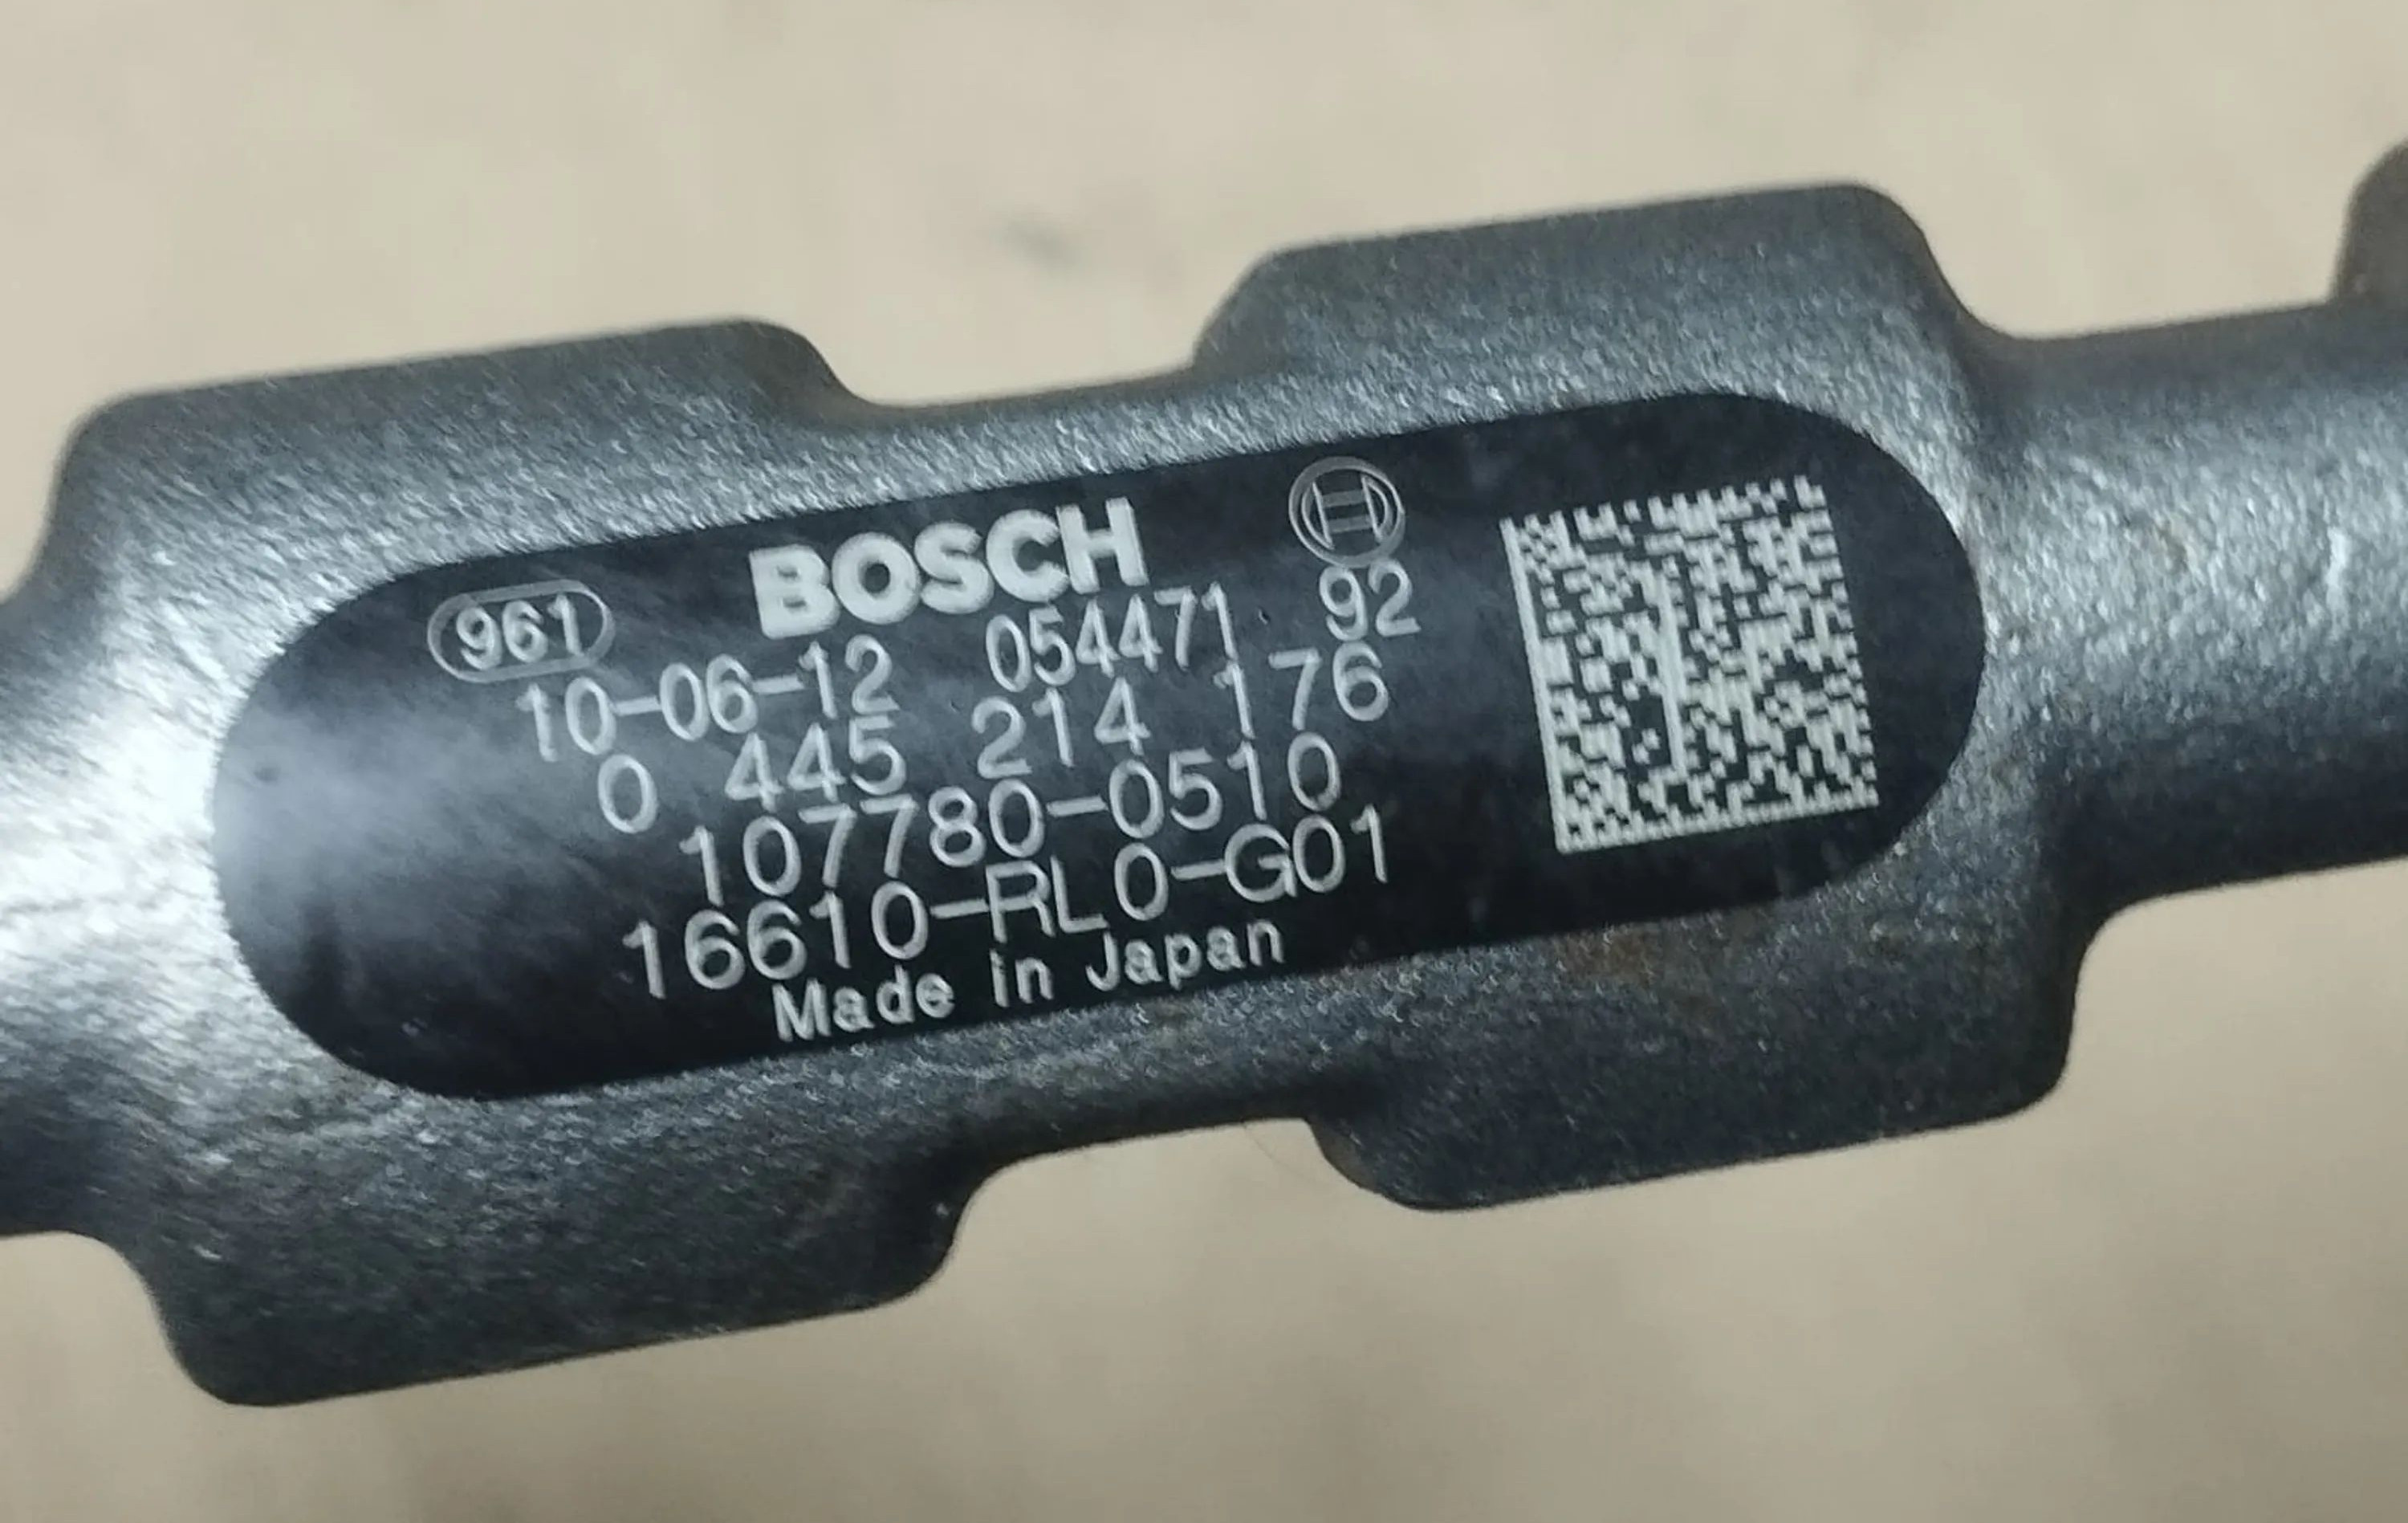 BOSCH
961
10-06-12 054471 92
0 445 214 176
107780-0510
16610-RL0-G01
Made in Japan